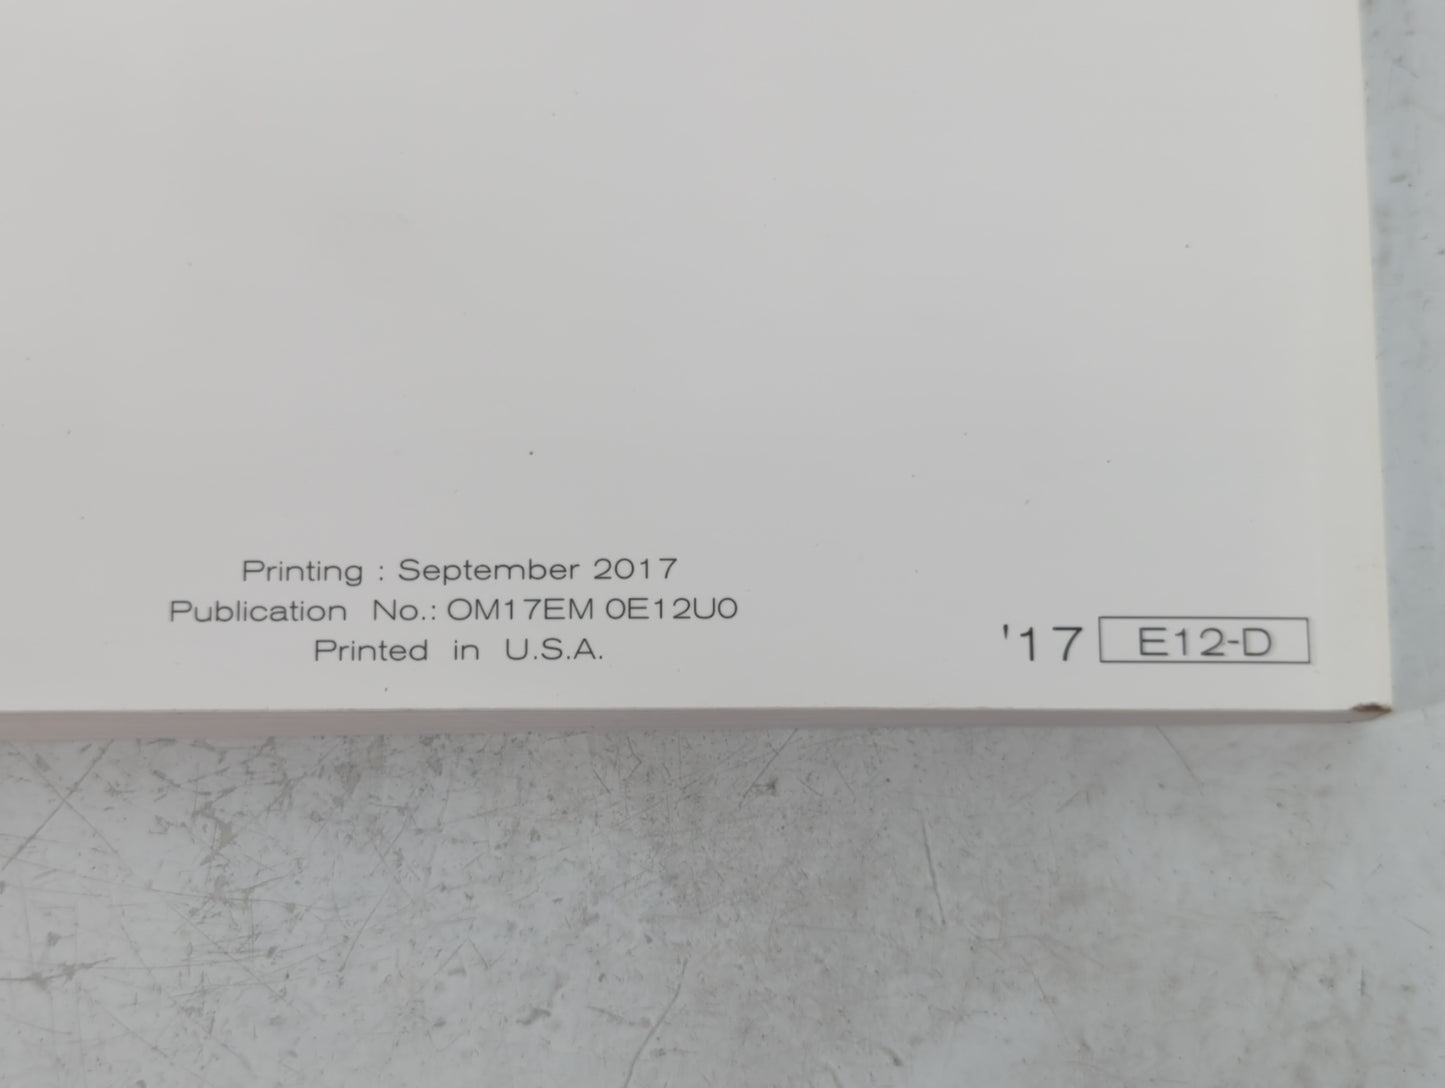 Printing : September 2017
Publication No.: OM17EM 0E12U0
Printed in U.S.A.
'17 E12-D